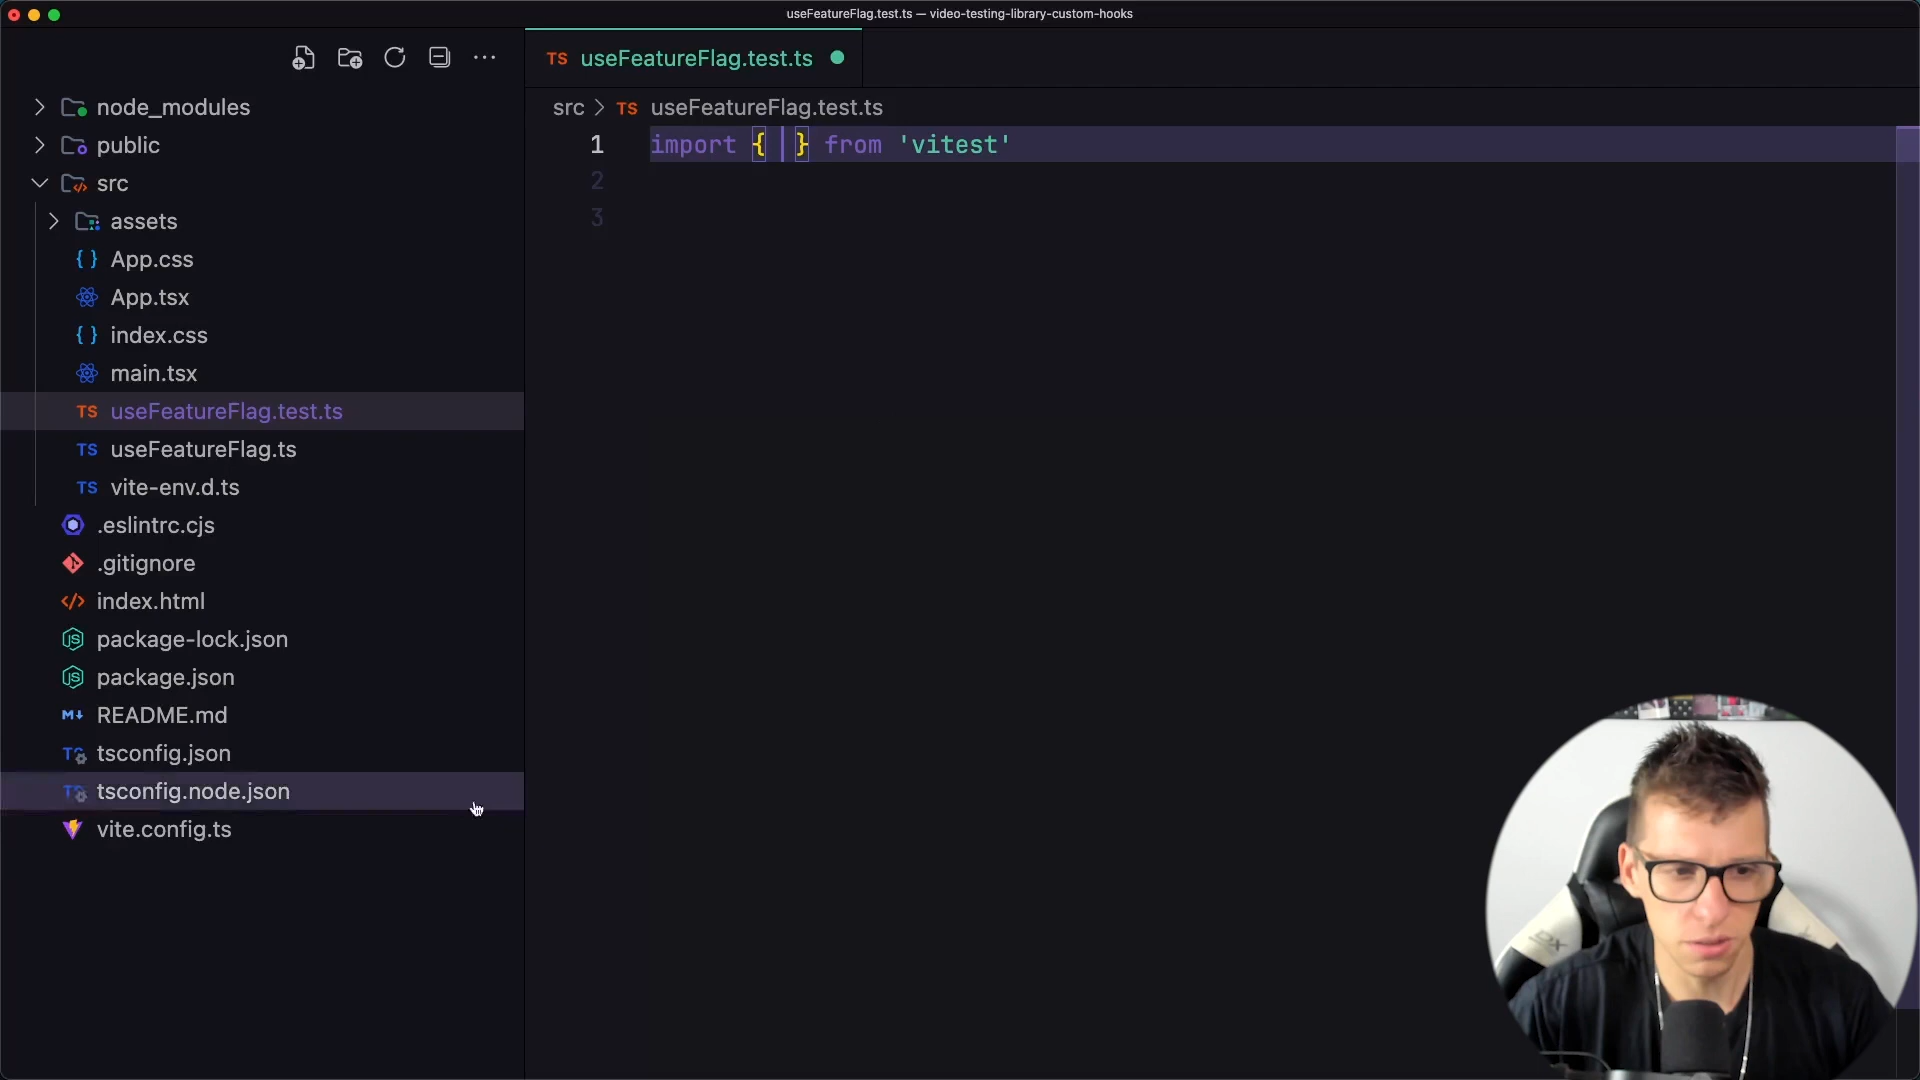 useFeatureFlag.test.ts — video-testing-library-custom-hooks
TS useFeatureFlag.test.ts
node_modules
public
src
assets
App.css
App.tsx
index.css
main.tsx
TS useFeatureFlag.test.ts
TS useFeatureFlag.ts
TS vite-env.d.ts
.eslintrc.cjs
.gitignore
index.html
package-lock.json
package.json
README.md
tsconfig.json
tsconfig.node.json
vite.config.ts
src > TS useFeatureFlag.test.ts
1 import { } from 'vitest'
2
3
DX